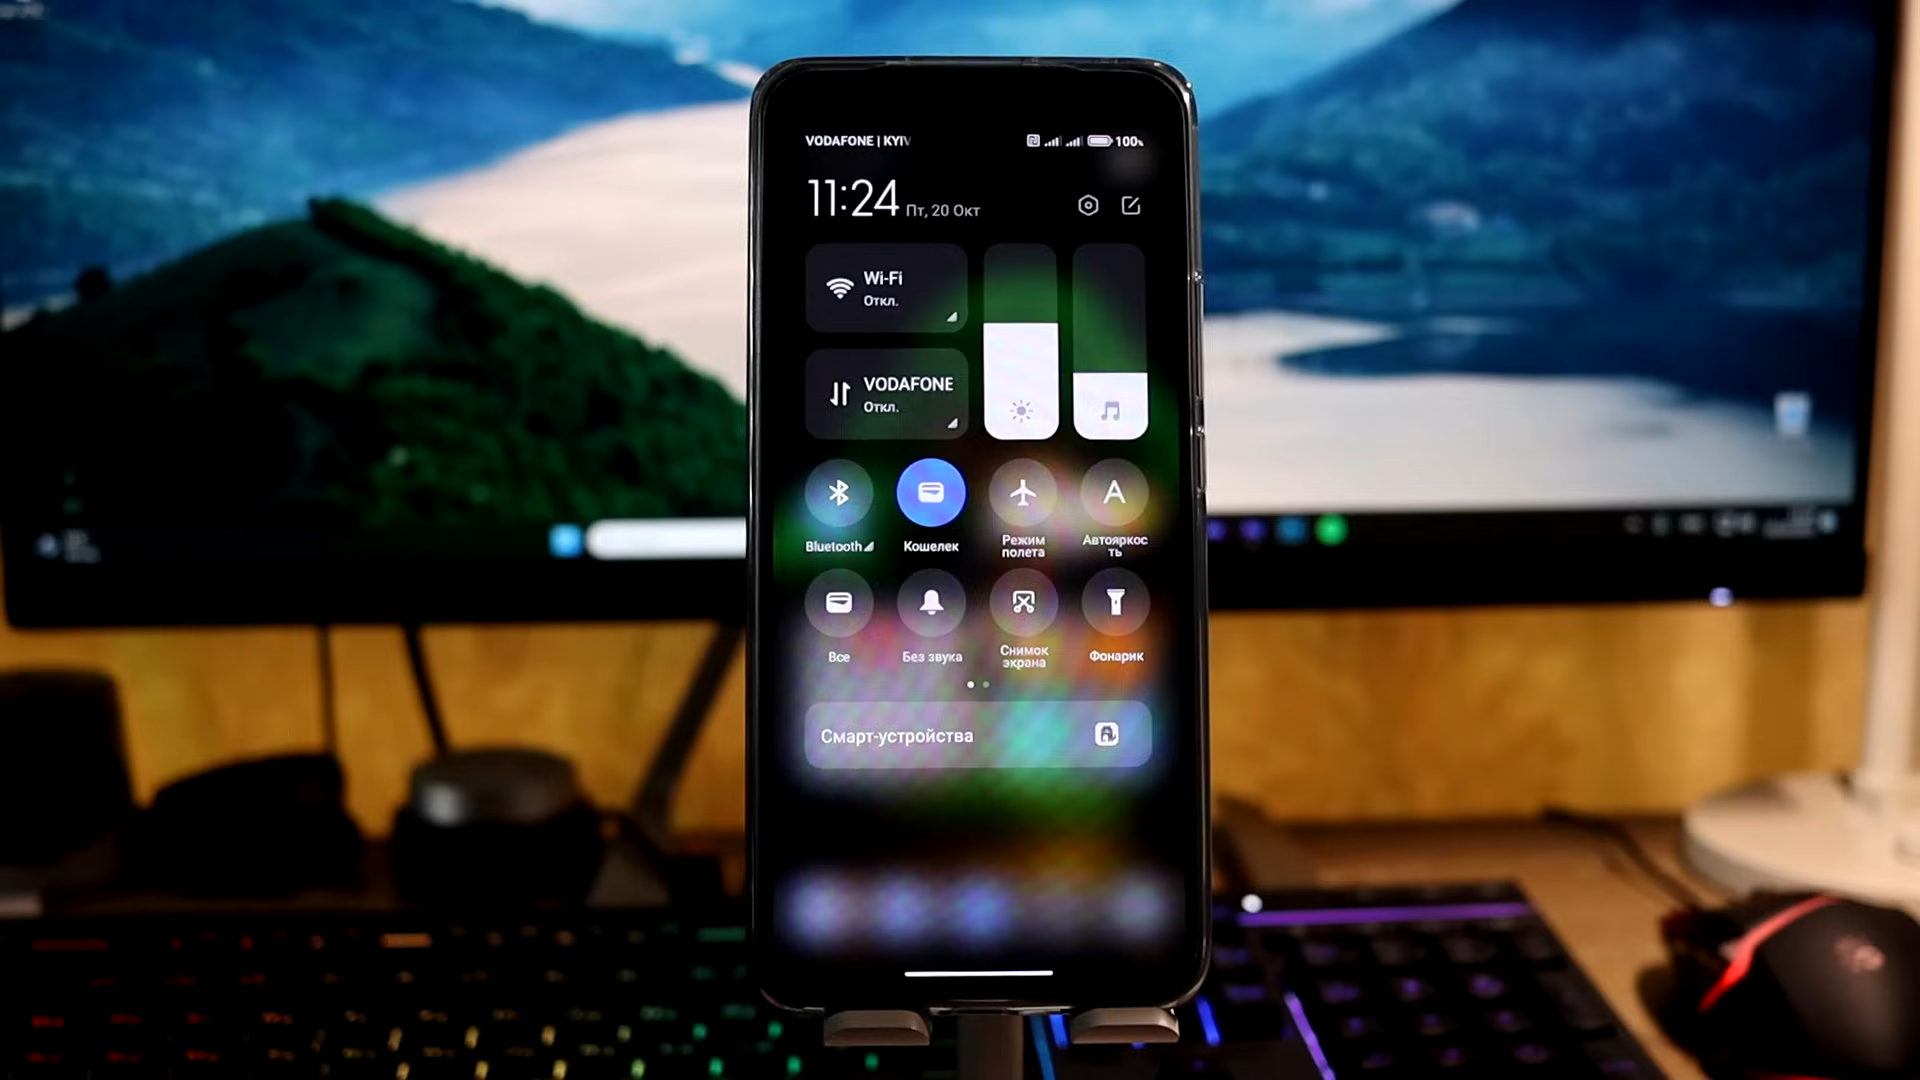 VODAFONE | KYIV
100%
11:24 Пт, 20 Окт
Wi-Fi
Откл.
VODAFONE
Откл.
Bluetooth
Кошелек
Режим
полета
A
Автояркос
ть
Все
Без звука
Снимок
экрана
Фонарик
Смарт-устройства